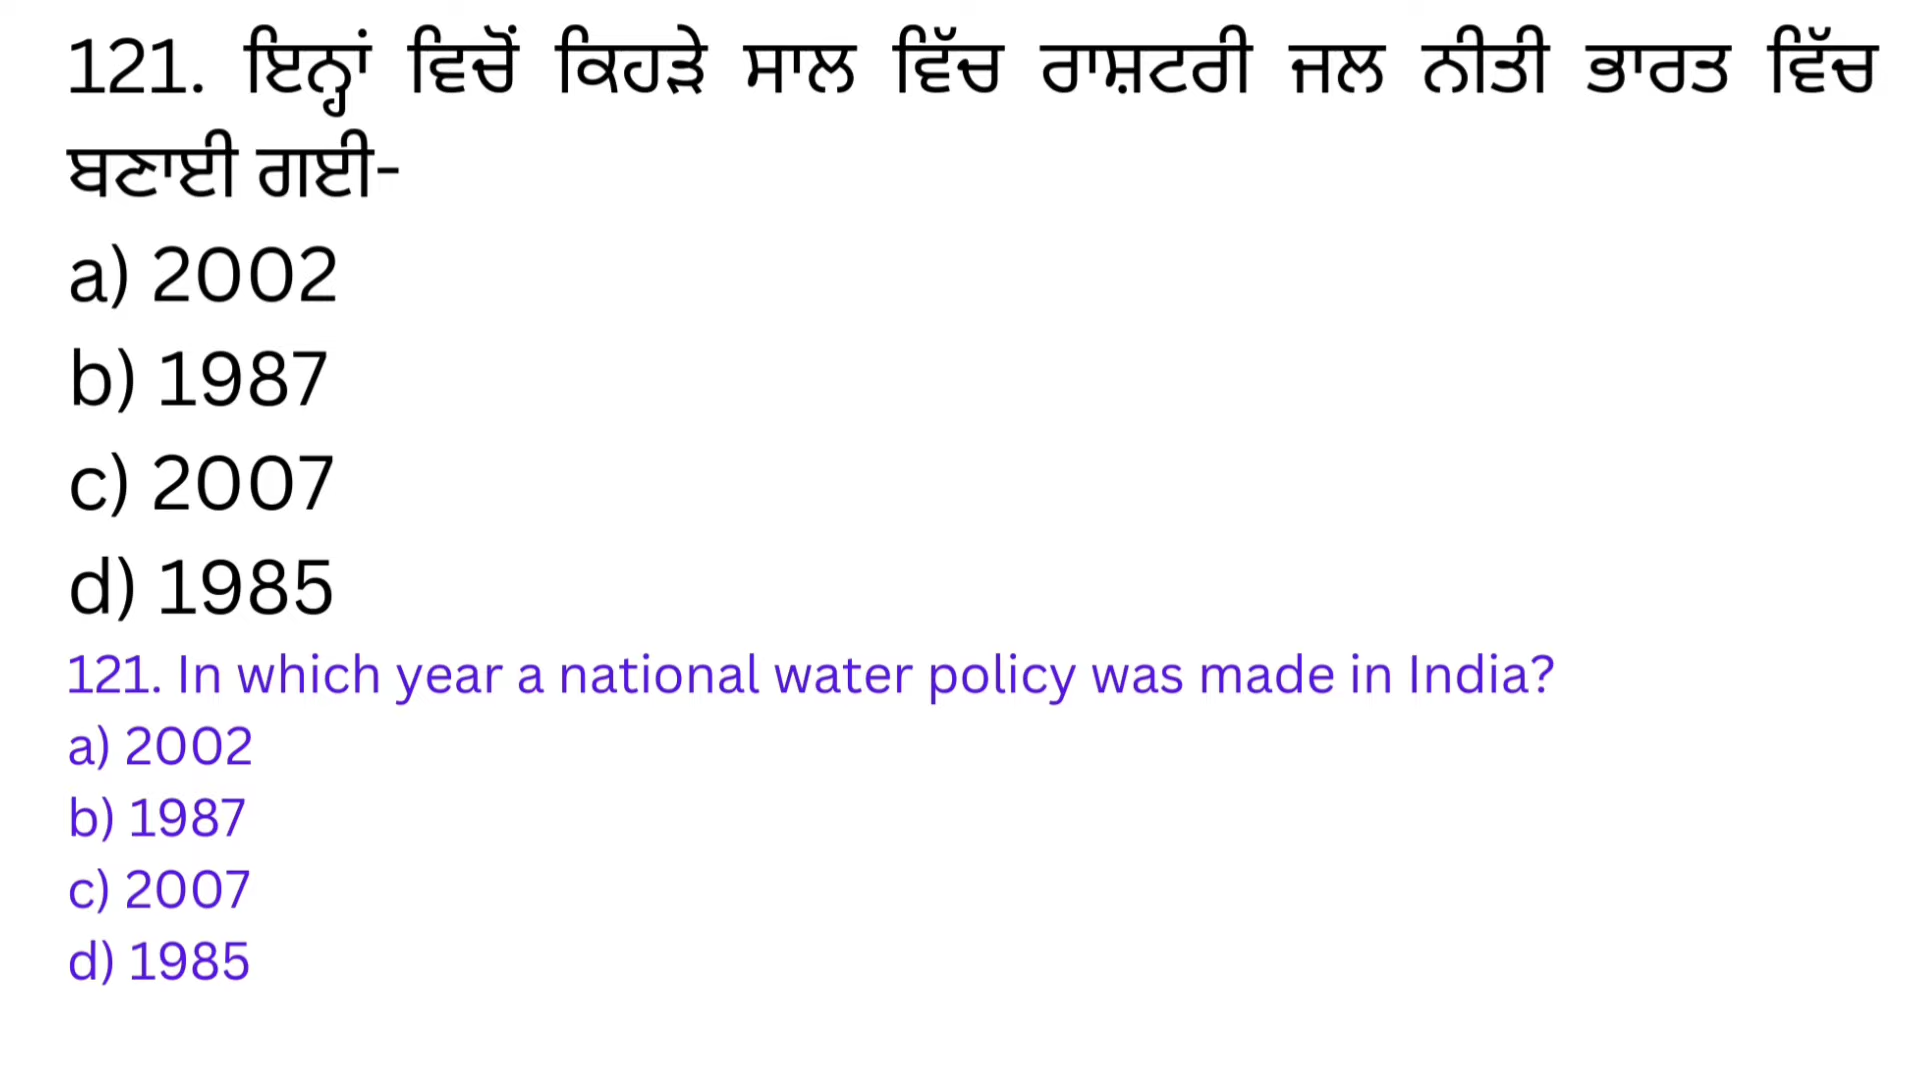 121. ਇਨ੍ਹਾਂ ਵਿਚੋਂ ਕਿਹੜੇ ਸਾਲ ਵਿੱਚ ਰਾਸ਼ਟਰੀ ਜਲ ਨੀਤੀ ਭਾਰਤ ਵਿੱਚ
ਬਣਾਈ ਗਈ-
a) 2002
b) 1987
c) 2007
d) 1985
121. In which year a national water policy was made in India?
a) 2002
b) 1987
c) 2007
d) 1985